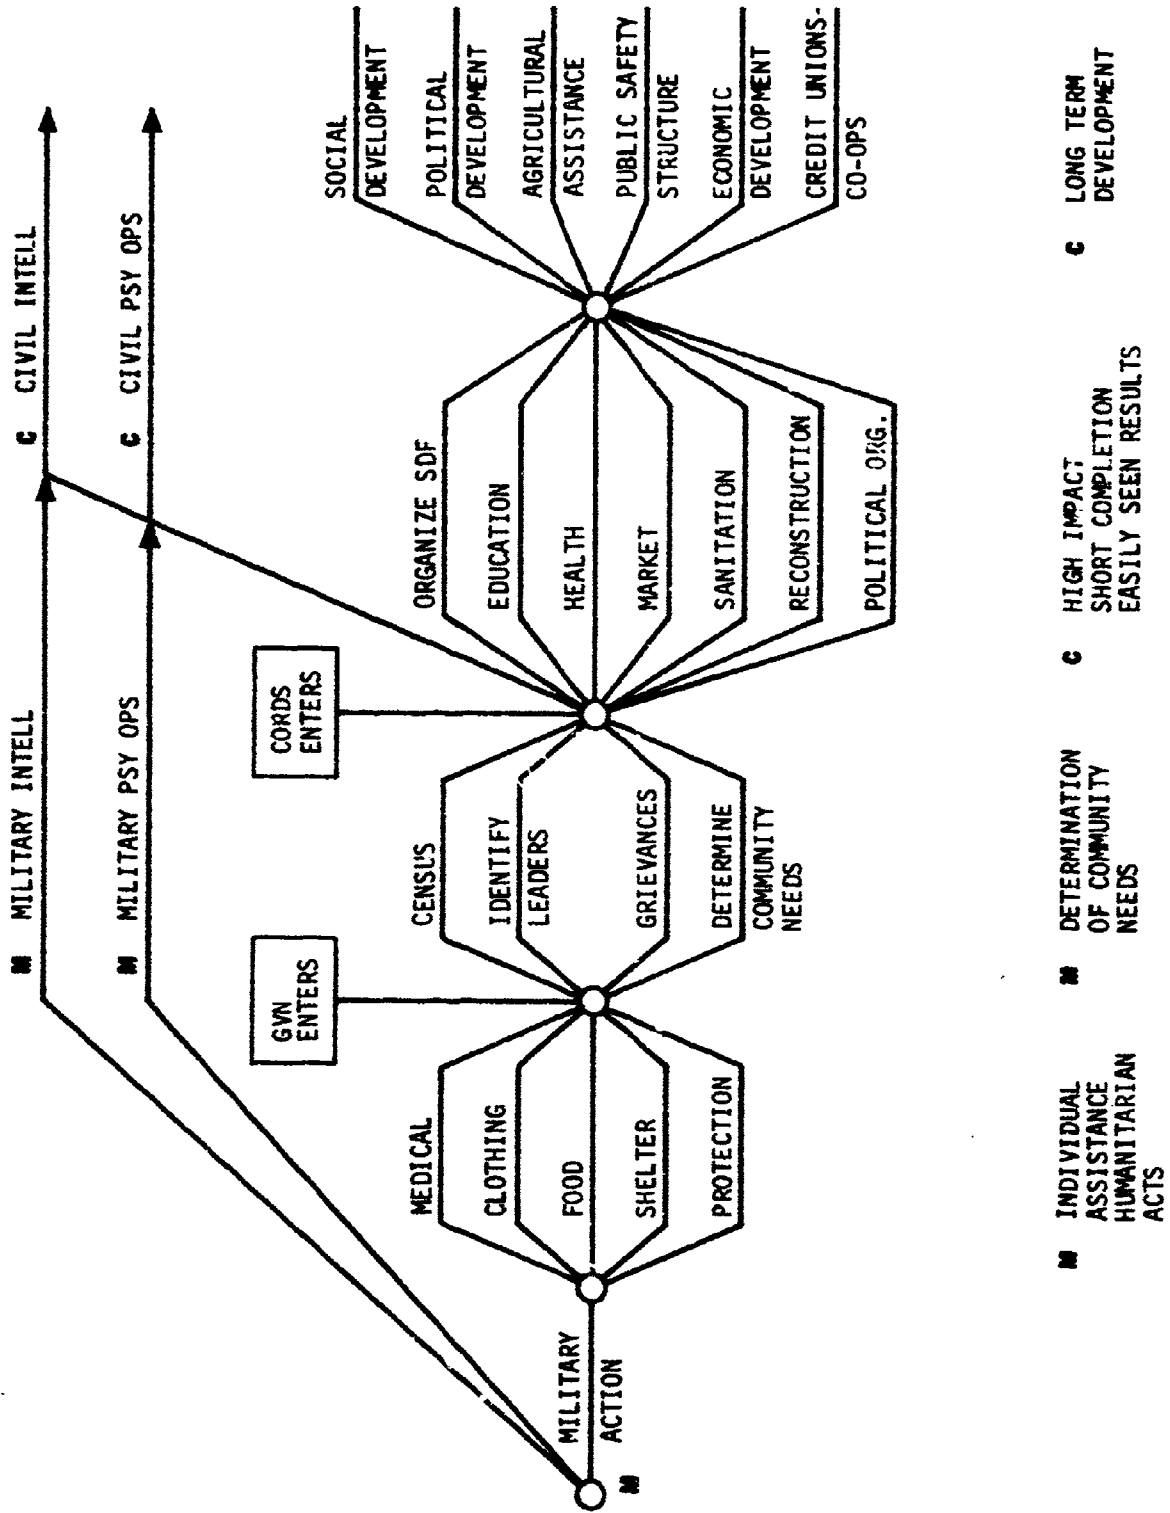 M MILITARY INTELL
C CIVIL INTELL
M MILITARY PSY OPS
C CIVIL PSY OPS
GVN
ENTERS
CORDS
ENTERS
M
MILITARY
ACTION
MEDICAL
CLOTHING
FOOD
SHELTER
PROTECTION
CENSUS
IDENTIFY
LEADERS
GRIEVANCES
DETERMINE
COMMUNITY
NEEDS
ORGANIZE SDF
EDUCATION
HEALTH
MARKET
SANITATION
RECONSTRUCTION
POLITICAL ORG.
SOCIAL
DEVELOPMENT
POLITICAL
DEVELOPMENT
AGRICULTURAL
ASSISTANCE
PUBLIC SAFETY
STRUCTURE
ECONOMIC
DEVELOPMENT
CREDIT UNIONS-
CO-OPS
M INDIVIDUAL
ASSISTANCE
HUMANITARIAN
ACTS
M DETERMINATION
OF COMMUNITY
NEEDS
C HIGH IMPACT
SHORT COMPLETION
EASILY SEEN RESULTS
C LONG TERM
DEVELOPMENT